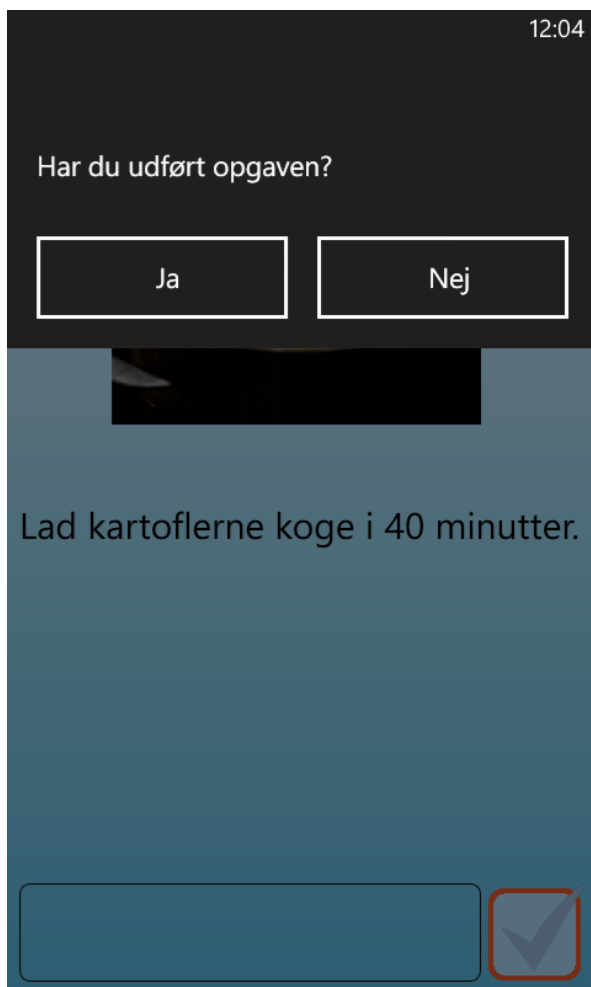 12:04
Har du udført opgaven?
Ja
Nej
Lad kartoflerne koge i 40 minutter.